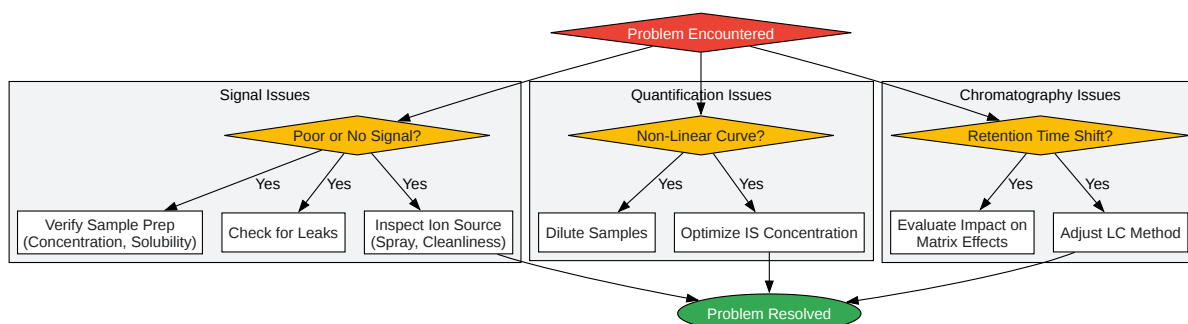 Problem Encountered
Signal Issues
Quantification Issues
Chromatography Issues
Poor or No Signal?
Non-Linear Curve?
Retention Time Shift?
Yes
Yes
Yes
Yes
Yes
Yes
Yes
Verify Sample Prep
(Concentration, Solubility)
Check for Leaks
Inspect Ion Source
(Spray, Cleanliness)
Dilute Samples
Optimize IS Concentration
Evaluate Impact on
Matrix Effects
Adjust LC Method
Problem Resolved